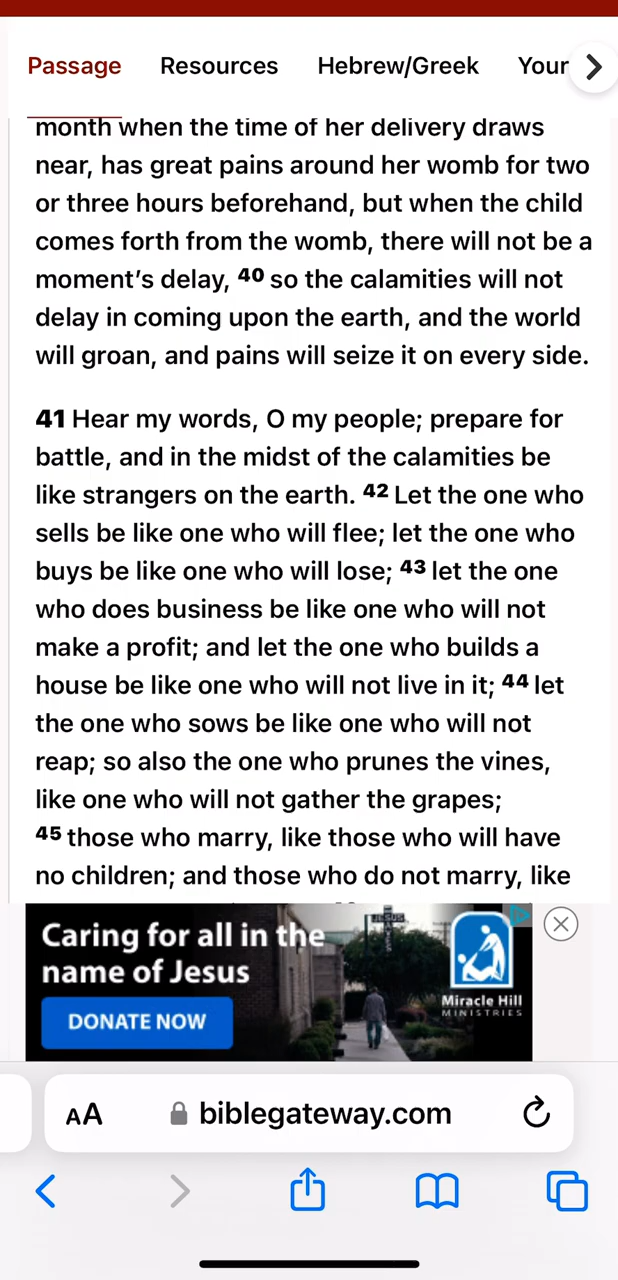 Passage Resources Hebrew/Greek Your
month when the time of her delivery draws
near, has great pains around her womb for two
or three hours beforehand, but when the child
comes forth from the womb, there will not be a
moment’s delay, 40 so the calamities will not
delay in coming upon the earth, and the world
will groan, and pains will seize it on every side.
41 Hear my words, O my people; prepare for
battle, and in the midst of the calamities be
like strangers on the earth. 42 Let the one who
sells be like one who will flee; let the one who
buys be like one who will lose; 43 let the one
who does business be like one who will not
make a profit; and let the one who builds a
house be like one who will not live in it; 44 let
the one who sows be like one who will not
reap; so also the one who prunes the vines,
like one who will not gather the grapes;
45 those who marry, like those who will have
no children; and those who do not marry, like
Caring for all in the
name of Jesus
DONATE NOW
JESUS
Miracle Hill
MINISTRIES
AA biblegateway.com